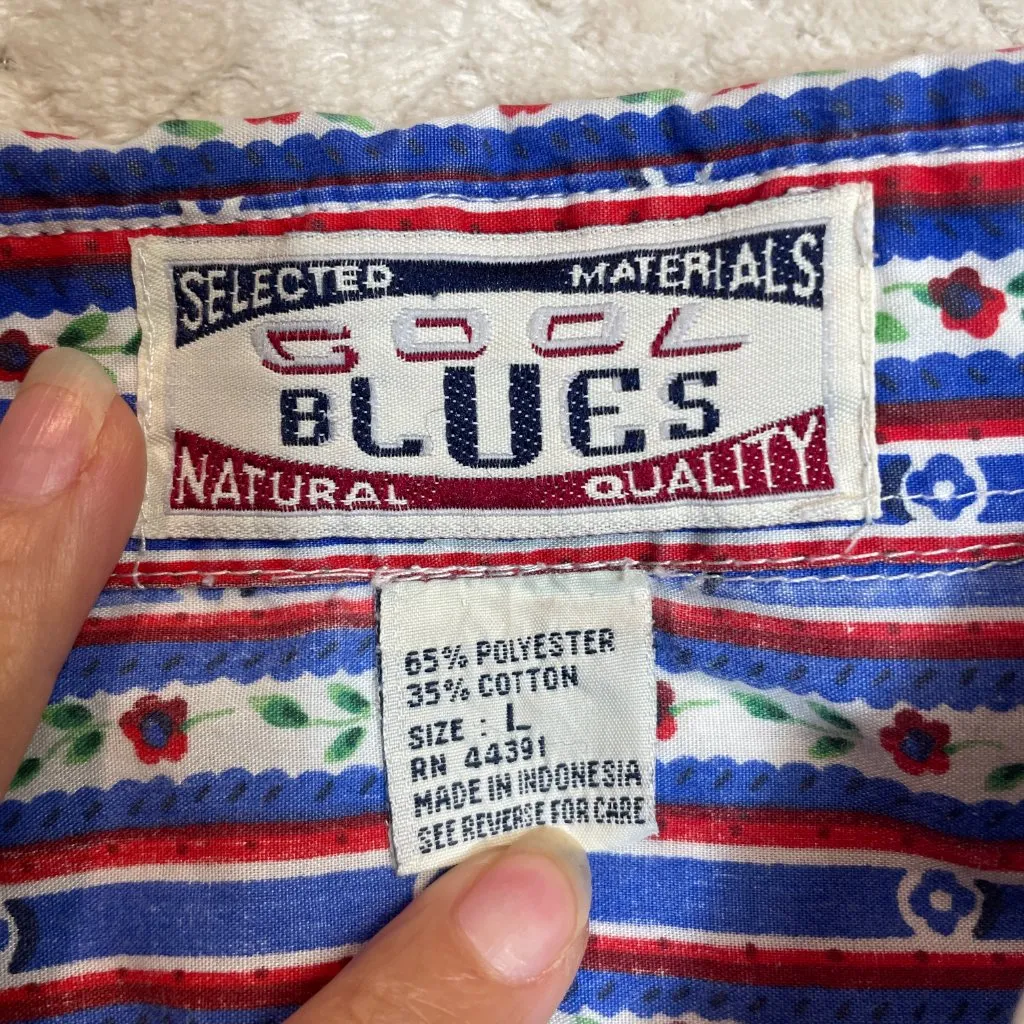 SELECTED MATERIALS
COOL
BLUES
NATURAL QUALITY
65% POLYESTER
35% COTTON
SIZE : L
RN 44391
MADE IN INDONESIA
SEE REVERSE FOR CARE